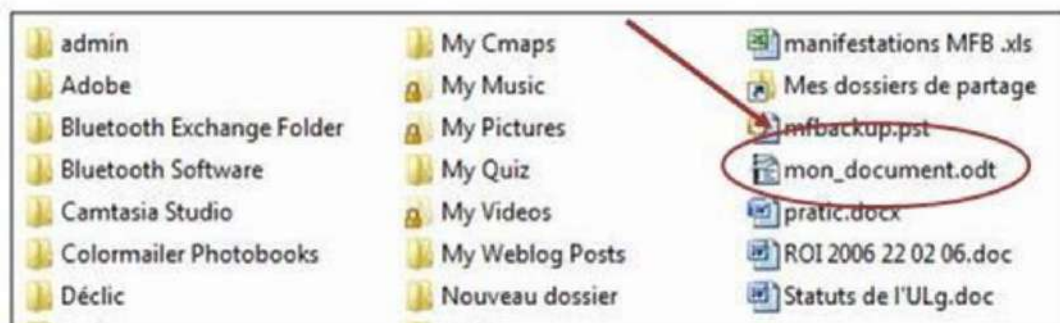 admin
Adobe
Bluetooth Exchange Folder
Bluetooth Software
Camtasia Studio
Colormailer Photobooks
Déclic
My Cmaps
My Music
My Pictures
My Quiz
My Videos
My Weblog Posts
Nouveau dossier
manifestations MFB .xls
Mes dossiers de partage
mfbackup.pst
mon_document.odt
pratic.docx
ROI 2006 22 02 06.doc
Statuts de l'ULg.doc